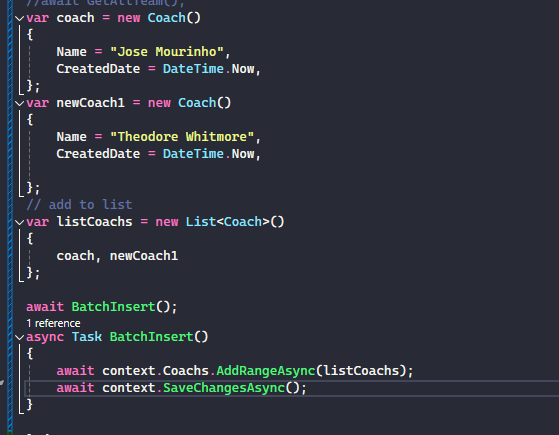 //await GetAllTeam();
var coach = new Coach()
{
Name = "Jose Mourinho",
CreatedDate = DateTime.Now,
};
var newCoach1 = new Coach()
{
Name = "Theodore Whitmore",
CreatedDate = DateTime.Now,
};
// add to list
var listCoachs = new List<Coach>()
{
coach, newCoach1
};
await BatchInsert();
1 reference
async Task BatchInsert()
{
await context.Coachs.AddRangeAsync(listCoachs);
await context.SaveChangesAsync();
}